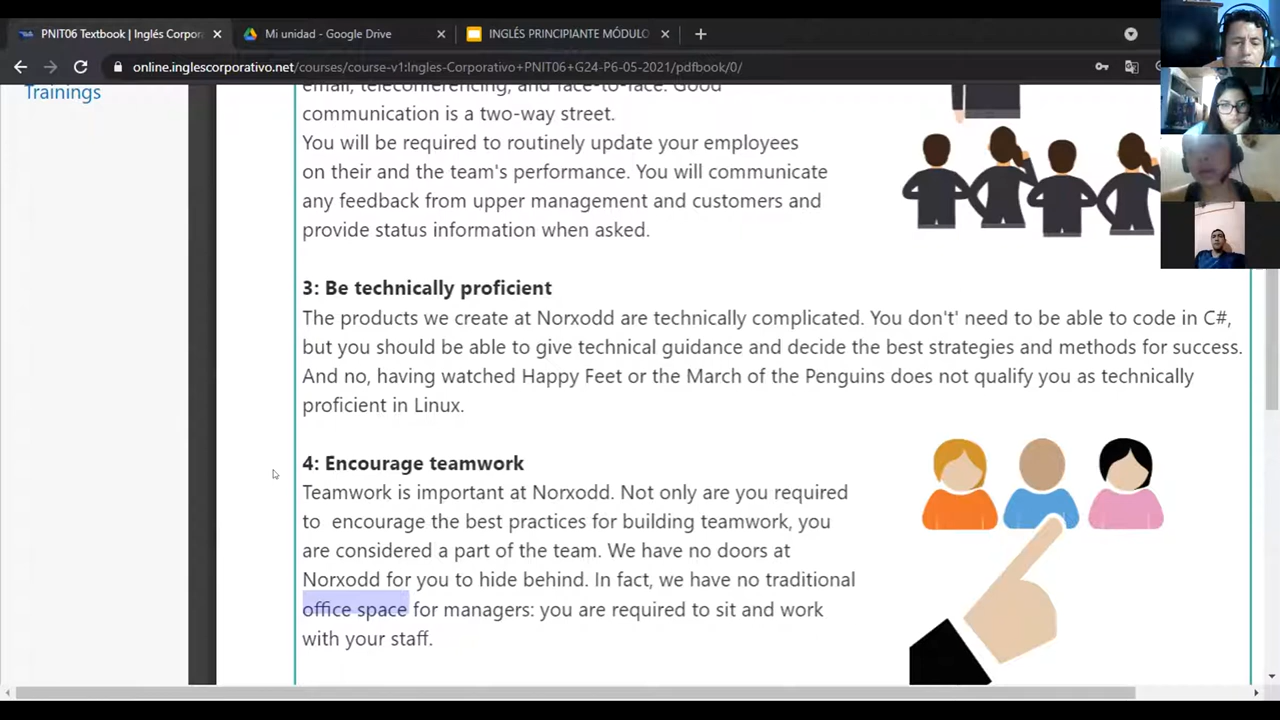 PNIT06 Textbook | Inglés Corpor
Mi unidad - Google Drive
INGLÉS PRINCIPIANTE MÓDULO
online.inglescorporativo.net/courses/course-v1:Ingles-Corporativo+PNIT06+G24-P6-05-2021/pdfbook/0/
Trainings
email, teleconferencing, and face-to-face. Good
communication is a two-way street.
You will be required to routinely update your employees
on their and the team's performance. You will communicate
any feedback from upper management and customers and
provide status information when asked.
3: Be technically proficient
The products we create at Norxodd are technically complicated. You don't' need to be able to code in C#,
but you should be able to give technical guidance and decide the best strategies and methods for success.
And no, having watched Happy Feet or the March of the Penguins does not qualify you as technically
proficient in Linux.
4: Encourage teamwork
Teamwork is important at Norxodd. Not only are you required
to encourage the best practices for building teamwork, you
are considered a part of the team. We have no doors at
Norxodd for you to hide behind. In fact, we have no traditional
office space for managers: you are required to sit and work
with your staff.